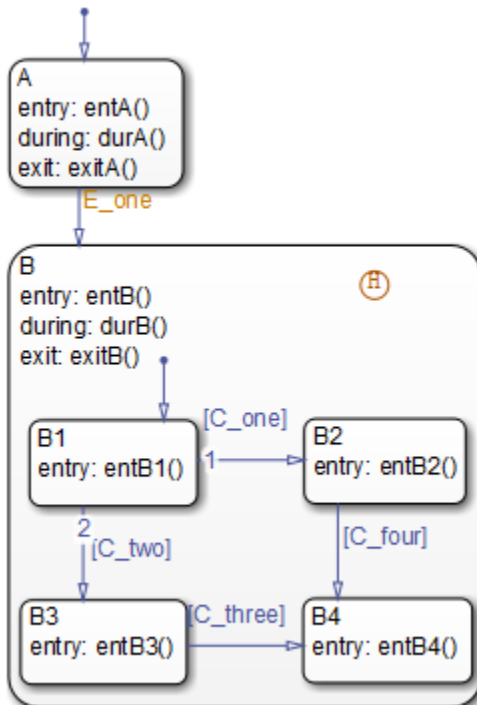 A
entry: entA()
during: durA()
exit: exitA()
E_one
B
entry: entB()
during: durB()
exit: exitB()
H
[C_one]
B1
entry: entB1()
1
B2
entry: entB2()
2
[C_two]
[C_four]
B3
entry: entB3()
[C_three]
B4
entry: entB4()